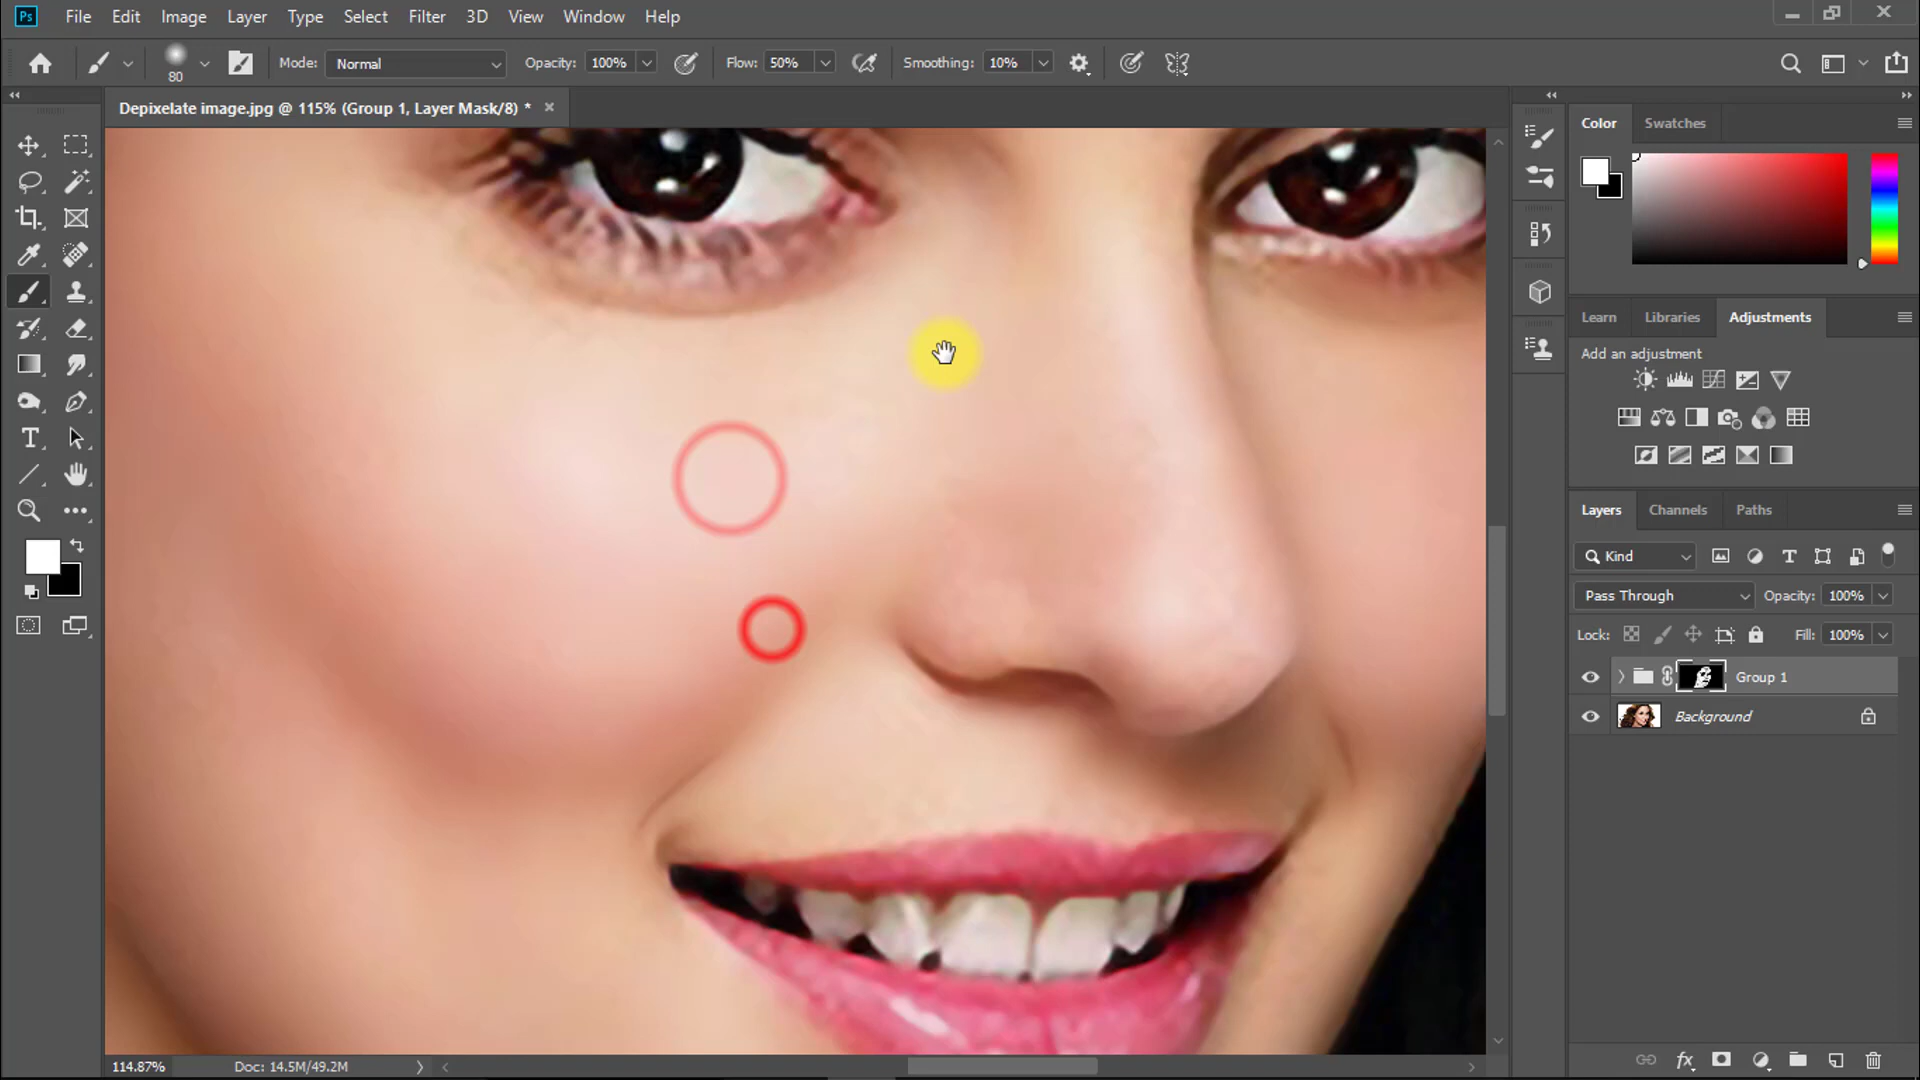 Ps File Edit Image Layer Type Select Filter 3D View Window Help
80 Mode: Normal Opacity: 100% Flow: 50% Smoothing: 10%
Depixelate image.jpg @ 115% (Group 1, Layer Mask/8) *
Color Swatches
Learn Libraries Adjustments
Add an adjustment
Layers Channels Paths
Kind
Pass Through Opacity: 100%
Lock: Fill: 100%
Group 1
Background
114.87% Doc: 14.5M/49.2M